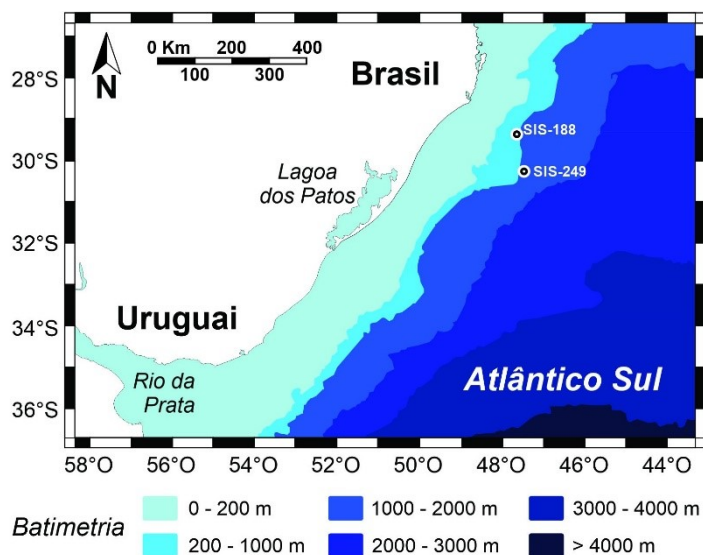 0 Km 200 400
100 300
N
Brasil
28°S
SIS-188
30°S
SIS-249
Lagoa
dos Patos
32°S
Uruguai
34°S
Rio da
Prata
Atlântico Sul
36°S
58°O 56°O 54°O 52°O 50°O 48°O 46°O 44°O
Batimetria
0 - 200 m
1000 - 2000 m
3000 - 4000 m
200 - 1000 m
2000 - 3000 m
> 4000 m